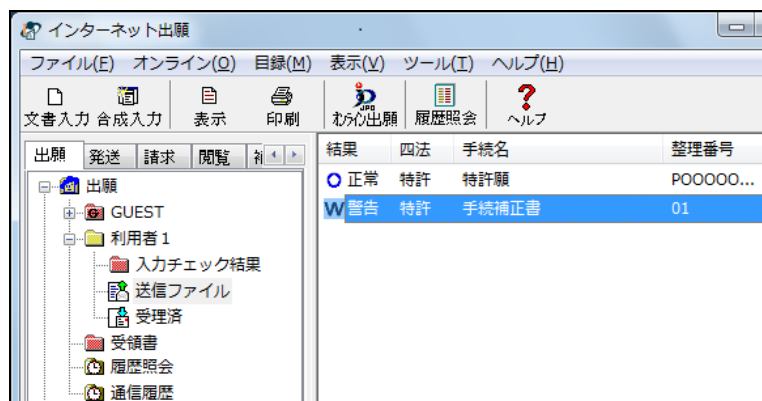 インターネット出願
ファイル(F) オンライン(O) 目録(M) 表示(V) ツール(T) ヘルプ(H)
文書入力 合成入力 表示 印刷 JPO ｵﾝﾗｲﾝ出願 履歴照会 ヘルプ
出願 発送 請求 閲覧
結果 四法 手続名 整理番号
正常 特許 特許願 P00000...
W 警告 特許 手続補正書 01
出願
GUEST
利用者1
入力チェック結果
送信ファイル
受理済
受領書
履歴照会
通信履歴